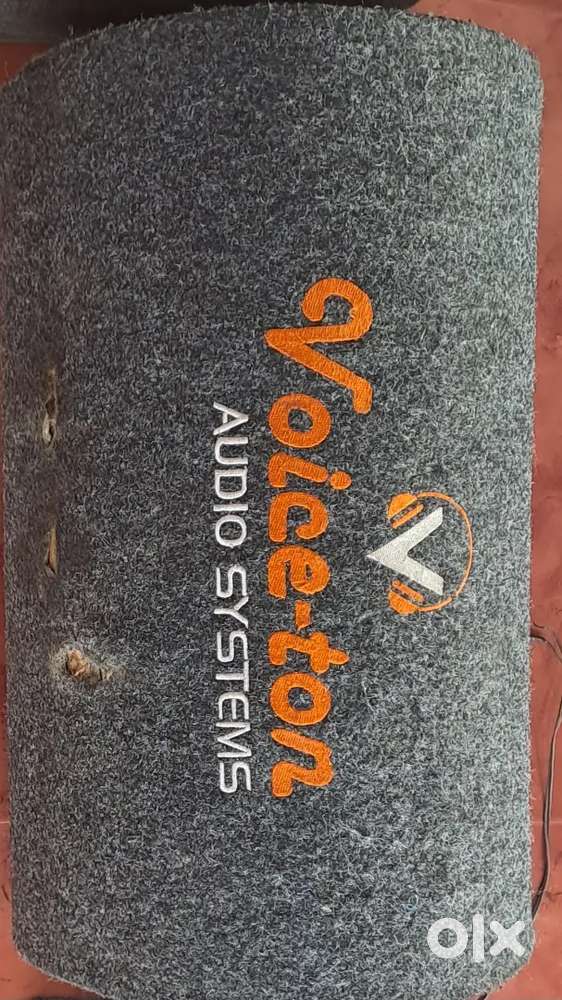 V
Voice-ton
AUDIO SYSTEMS
olx